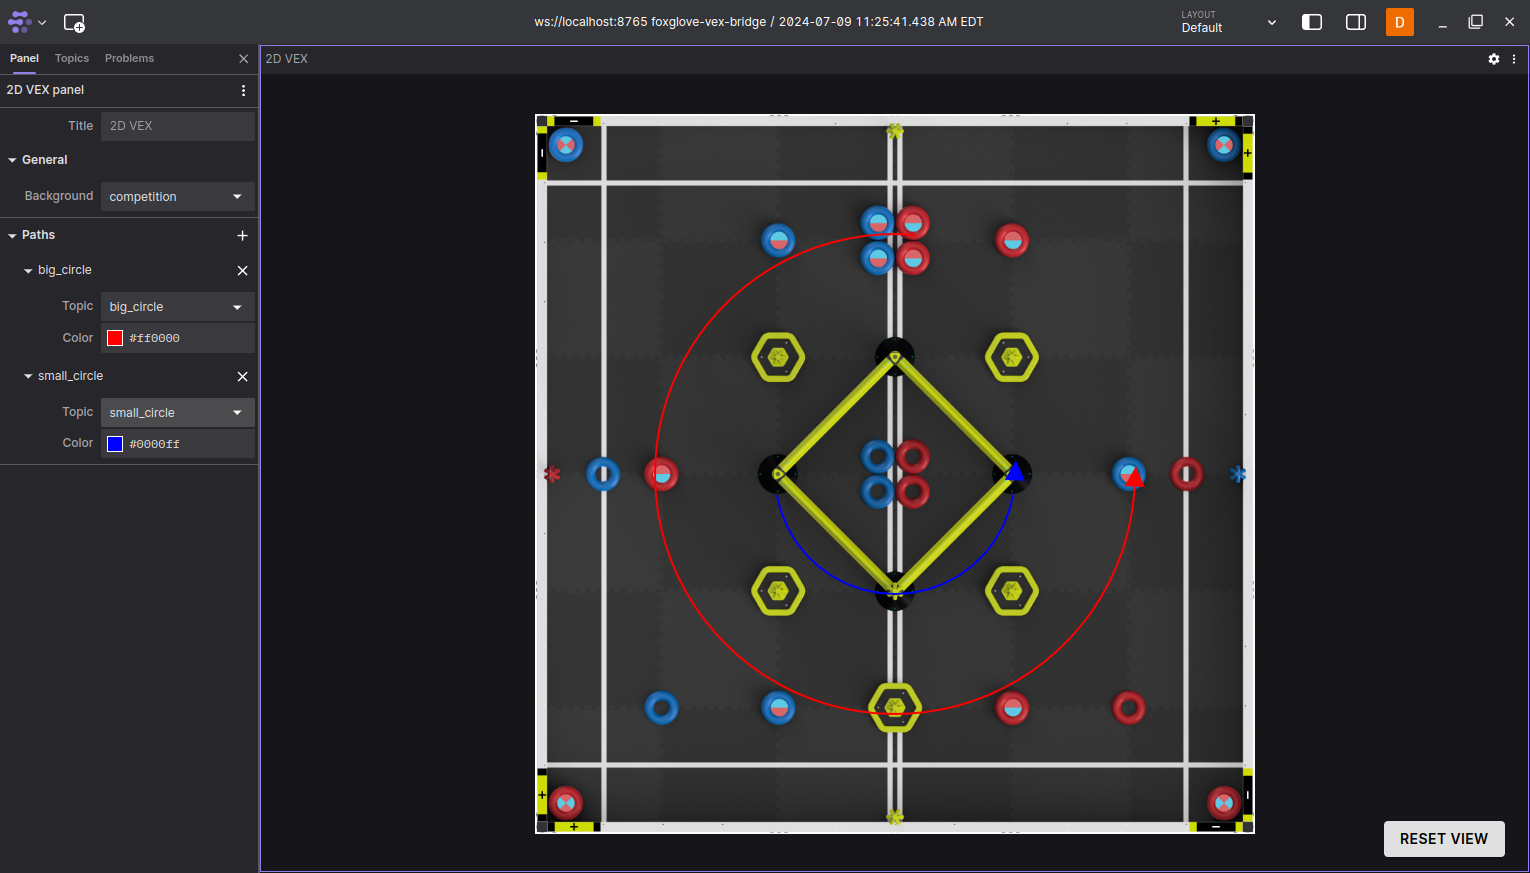 ws://localhost:8765 foxglove-vex-bridge / 2024-07-09 11:25:41.438 AM EDT
LAYOUT
Default
D
Panel
Topics
Problems
2D VEX
2D VEX panel
Title
2D VEX
General
Background
competition
Paths
big_circle
Topic
big_circle
Color
#ff0000
small_circle
Topic
small_circle
Color
#0000ff
RESET VIEW